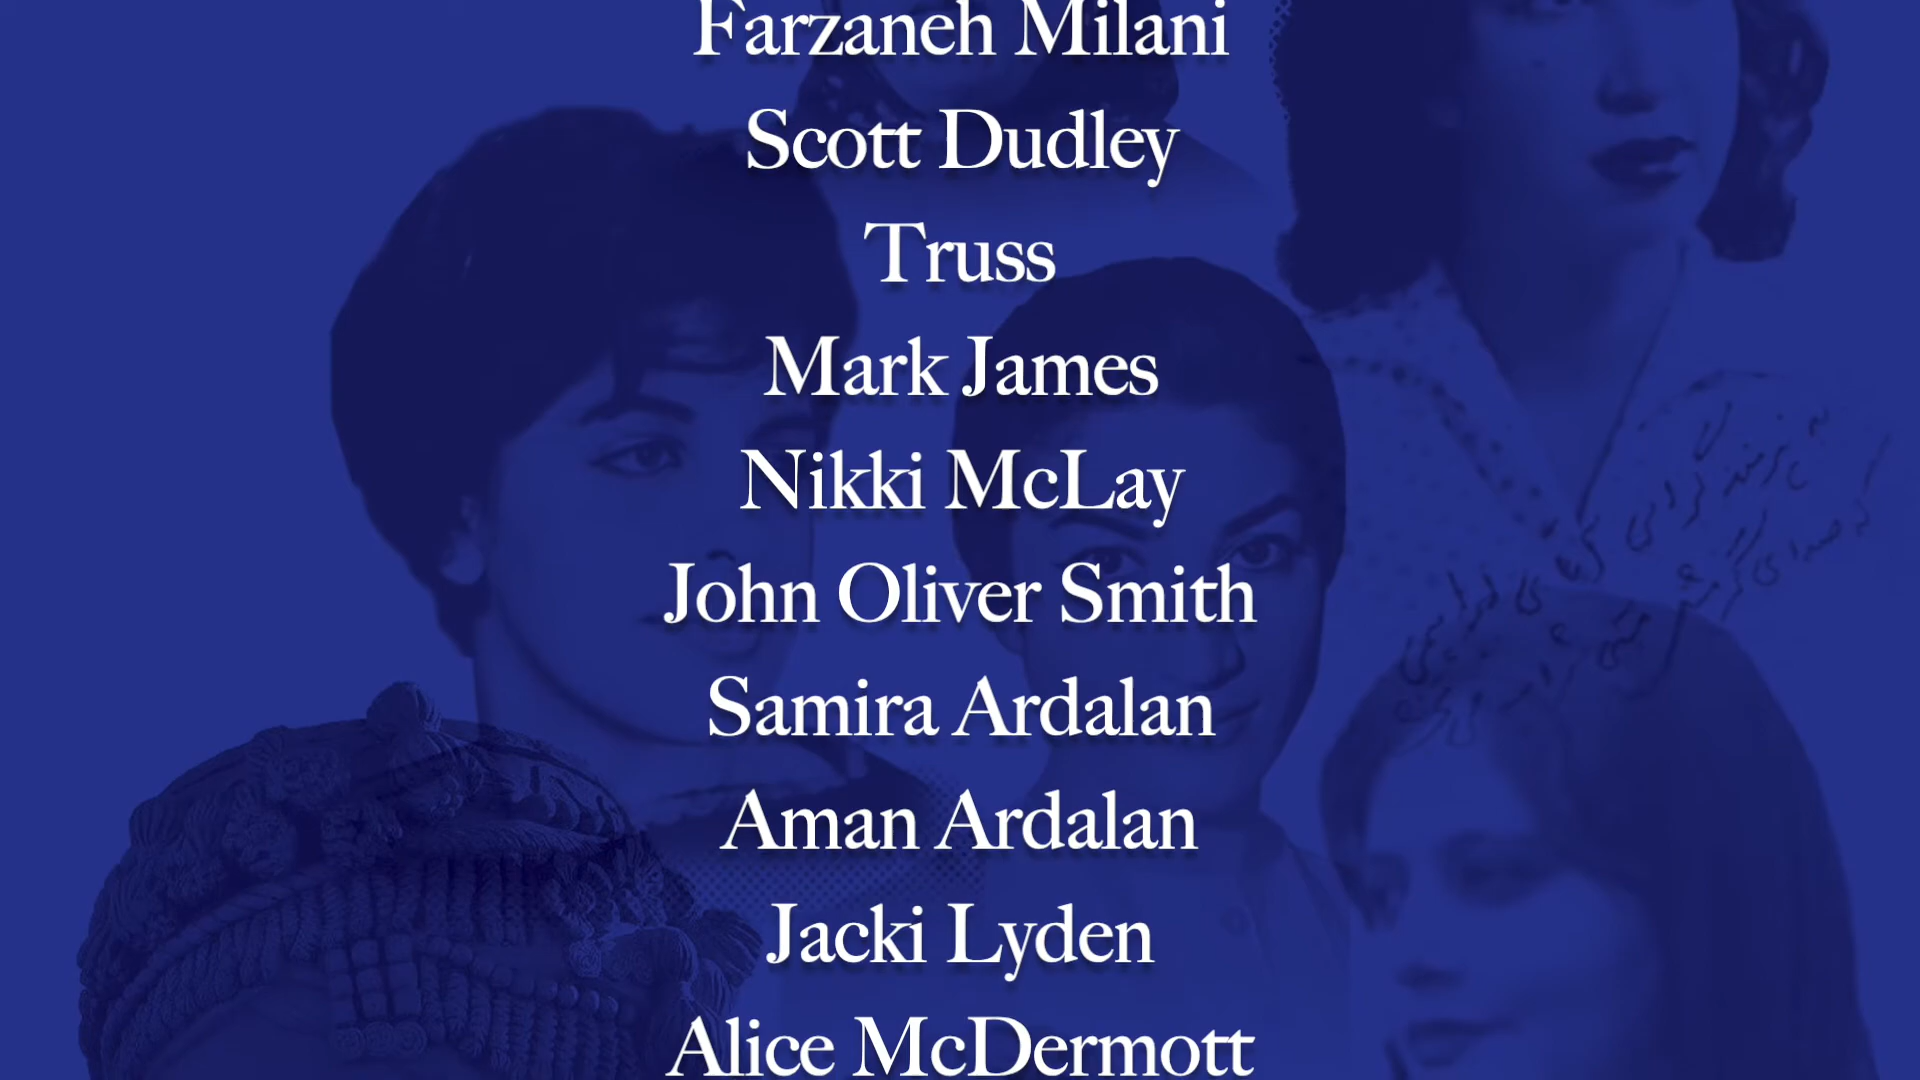 Farzaneh Milani
Scott Dudley
Truss
Mark James
Nikki McLay
John Oliver Smith
Samira Ardalan
Aman Ardalan
Jacki Lyden
Alice McDermott